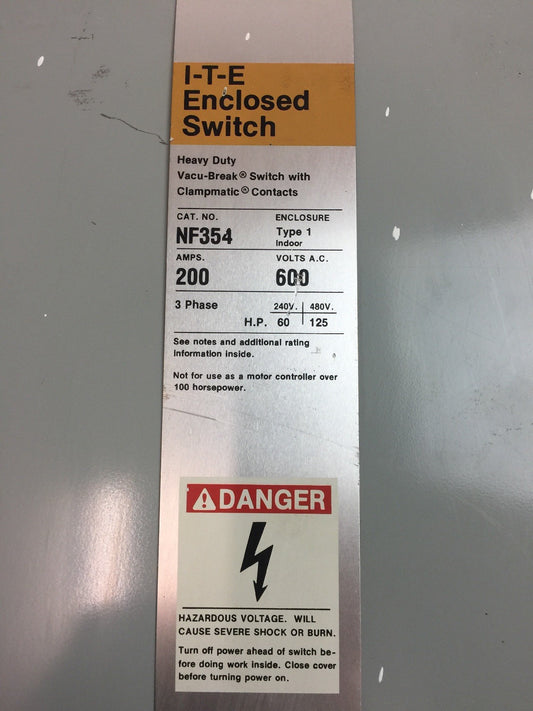 I-T-E
Enclosed
Switch
Heavy Duty
Vacu-Break® Switch with
Clampmatic® Contacts
CAT. NO. ENCLOSURE
NF354 Type 1
Indoor
AMPS. VOLTS A.C.
200 600
3 Phase 240V. 480V.
H.P. 60 125
See notes and additional rating
information inside.
Not for use as a motor controller over
100 horsepower.
DANGER
HAZARDOUS VOLTAGE. WILL
CAUSE SEVERE SHOCK OR BURN.
Turn off power ahead of switch be-
fore doing work inside. Close cover
before turning power on.